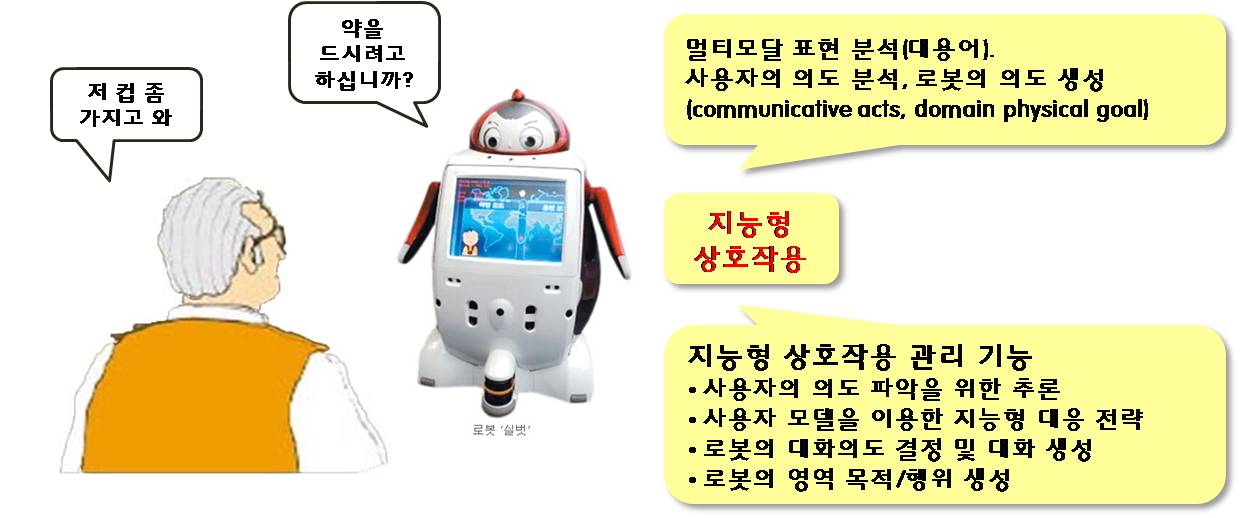 저 컵 좀
가지고 와
약을
드시려고
하십니까?
로봇 ‘실벗’
멀티모달 표현 분석(대용어).
사용자의 의도 분석, 로봇의 의도 생성
(communicative acts, domain physical goal)
지능형
상호작용
지능형 상호작용 관리 기능
• 사용자의 의도 파악을 위한 추론
• 사용자 모델을 이용한 지능형 대응 전략
• 로봇의 대화의도 결정 및 대화 생성
• 로봇의 영역 목적/행위 생성